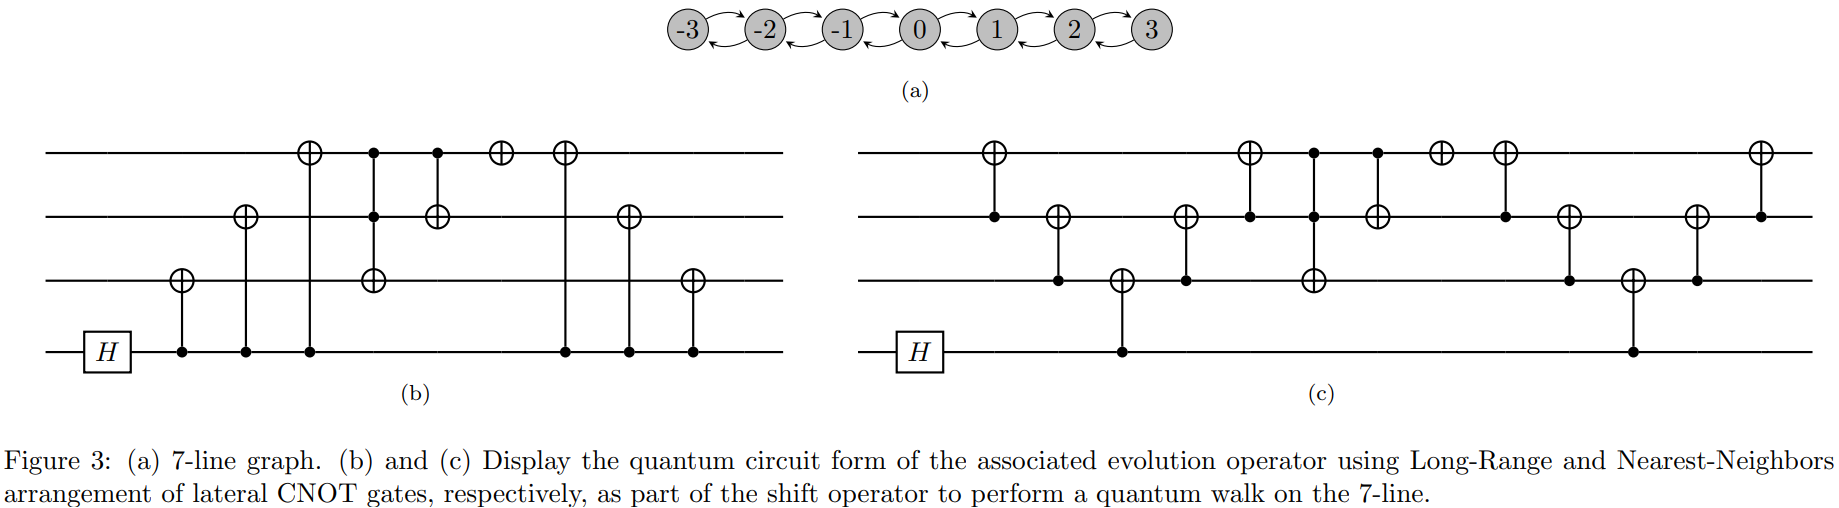 -3 -2 -1 0 1 2 3
(a)
H
(b)
H
(c)
Figure 3: (a) 7-line graph. (b) and (c) Display the quantum circuit form of the associated evolution operator using Long-Range and Nearest-Neighbors
arrangement of lateral CNOT gates, respectively, as part of the shift operator to perform a quantum walk on the 7-line.